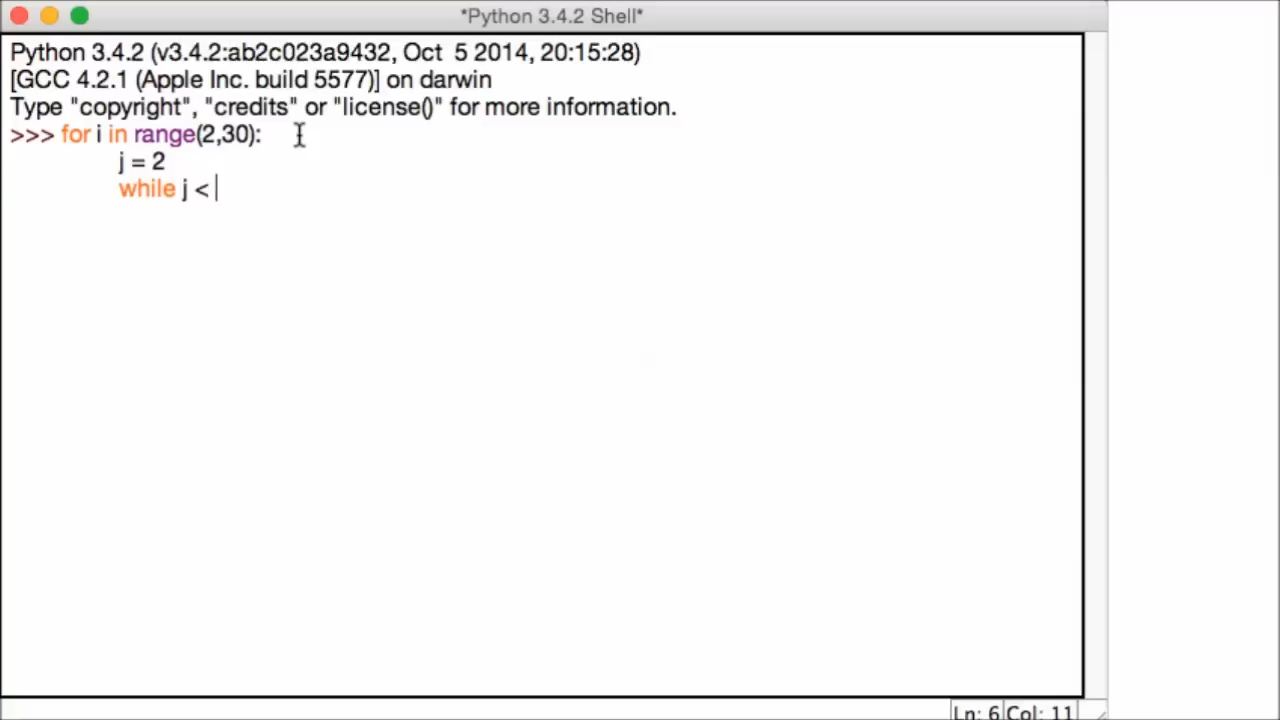 *Python 3.4.2 Shell*
Python 3.4.2 (v3.4.2:ab2c023a9432, Oct  5 2014, 20:15:28)
[GCC 4.2.1 (Apple Inc. build 5577)] on darwin
Type "copyright", "credits" or "license()" for more information.
>>> for i in range(2,30):
j = 2
while j <
Ln: 6 Col: 11